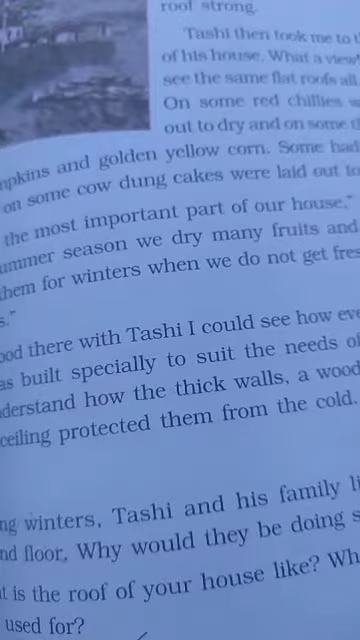 roof strong.
Tashi then took me to
of his house. What a view!
see the same flat roofs all
On some red chillies
out to dry and on some
mpkins and golden yellow corn. Some had
on some cow dung cakes were laid out to
the most important part of our house,"
ummer season we dry many fruits and
them for winters when we do not get fres
s."
ood there with Tashi I could see how eve
as built specially to suit the needs of
derstand how the thick walls, a wood
ceiling protected them from the cold.
ng winters, Tashi and his family li
nd floor, Why would they be doing s
t is the roof of your house like? Wh
used for?